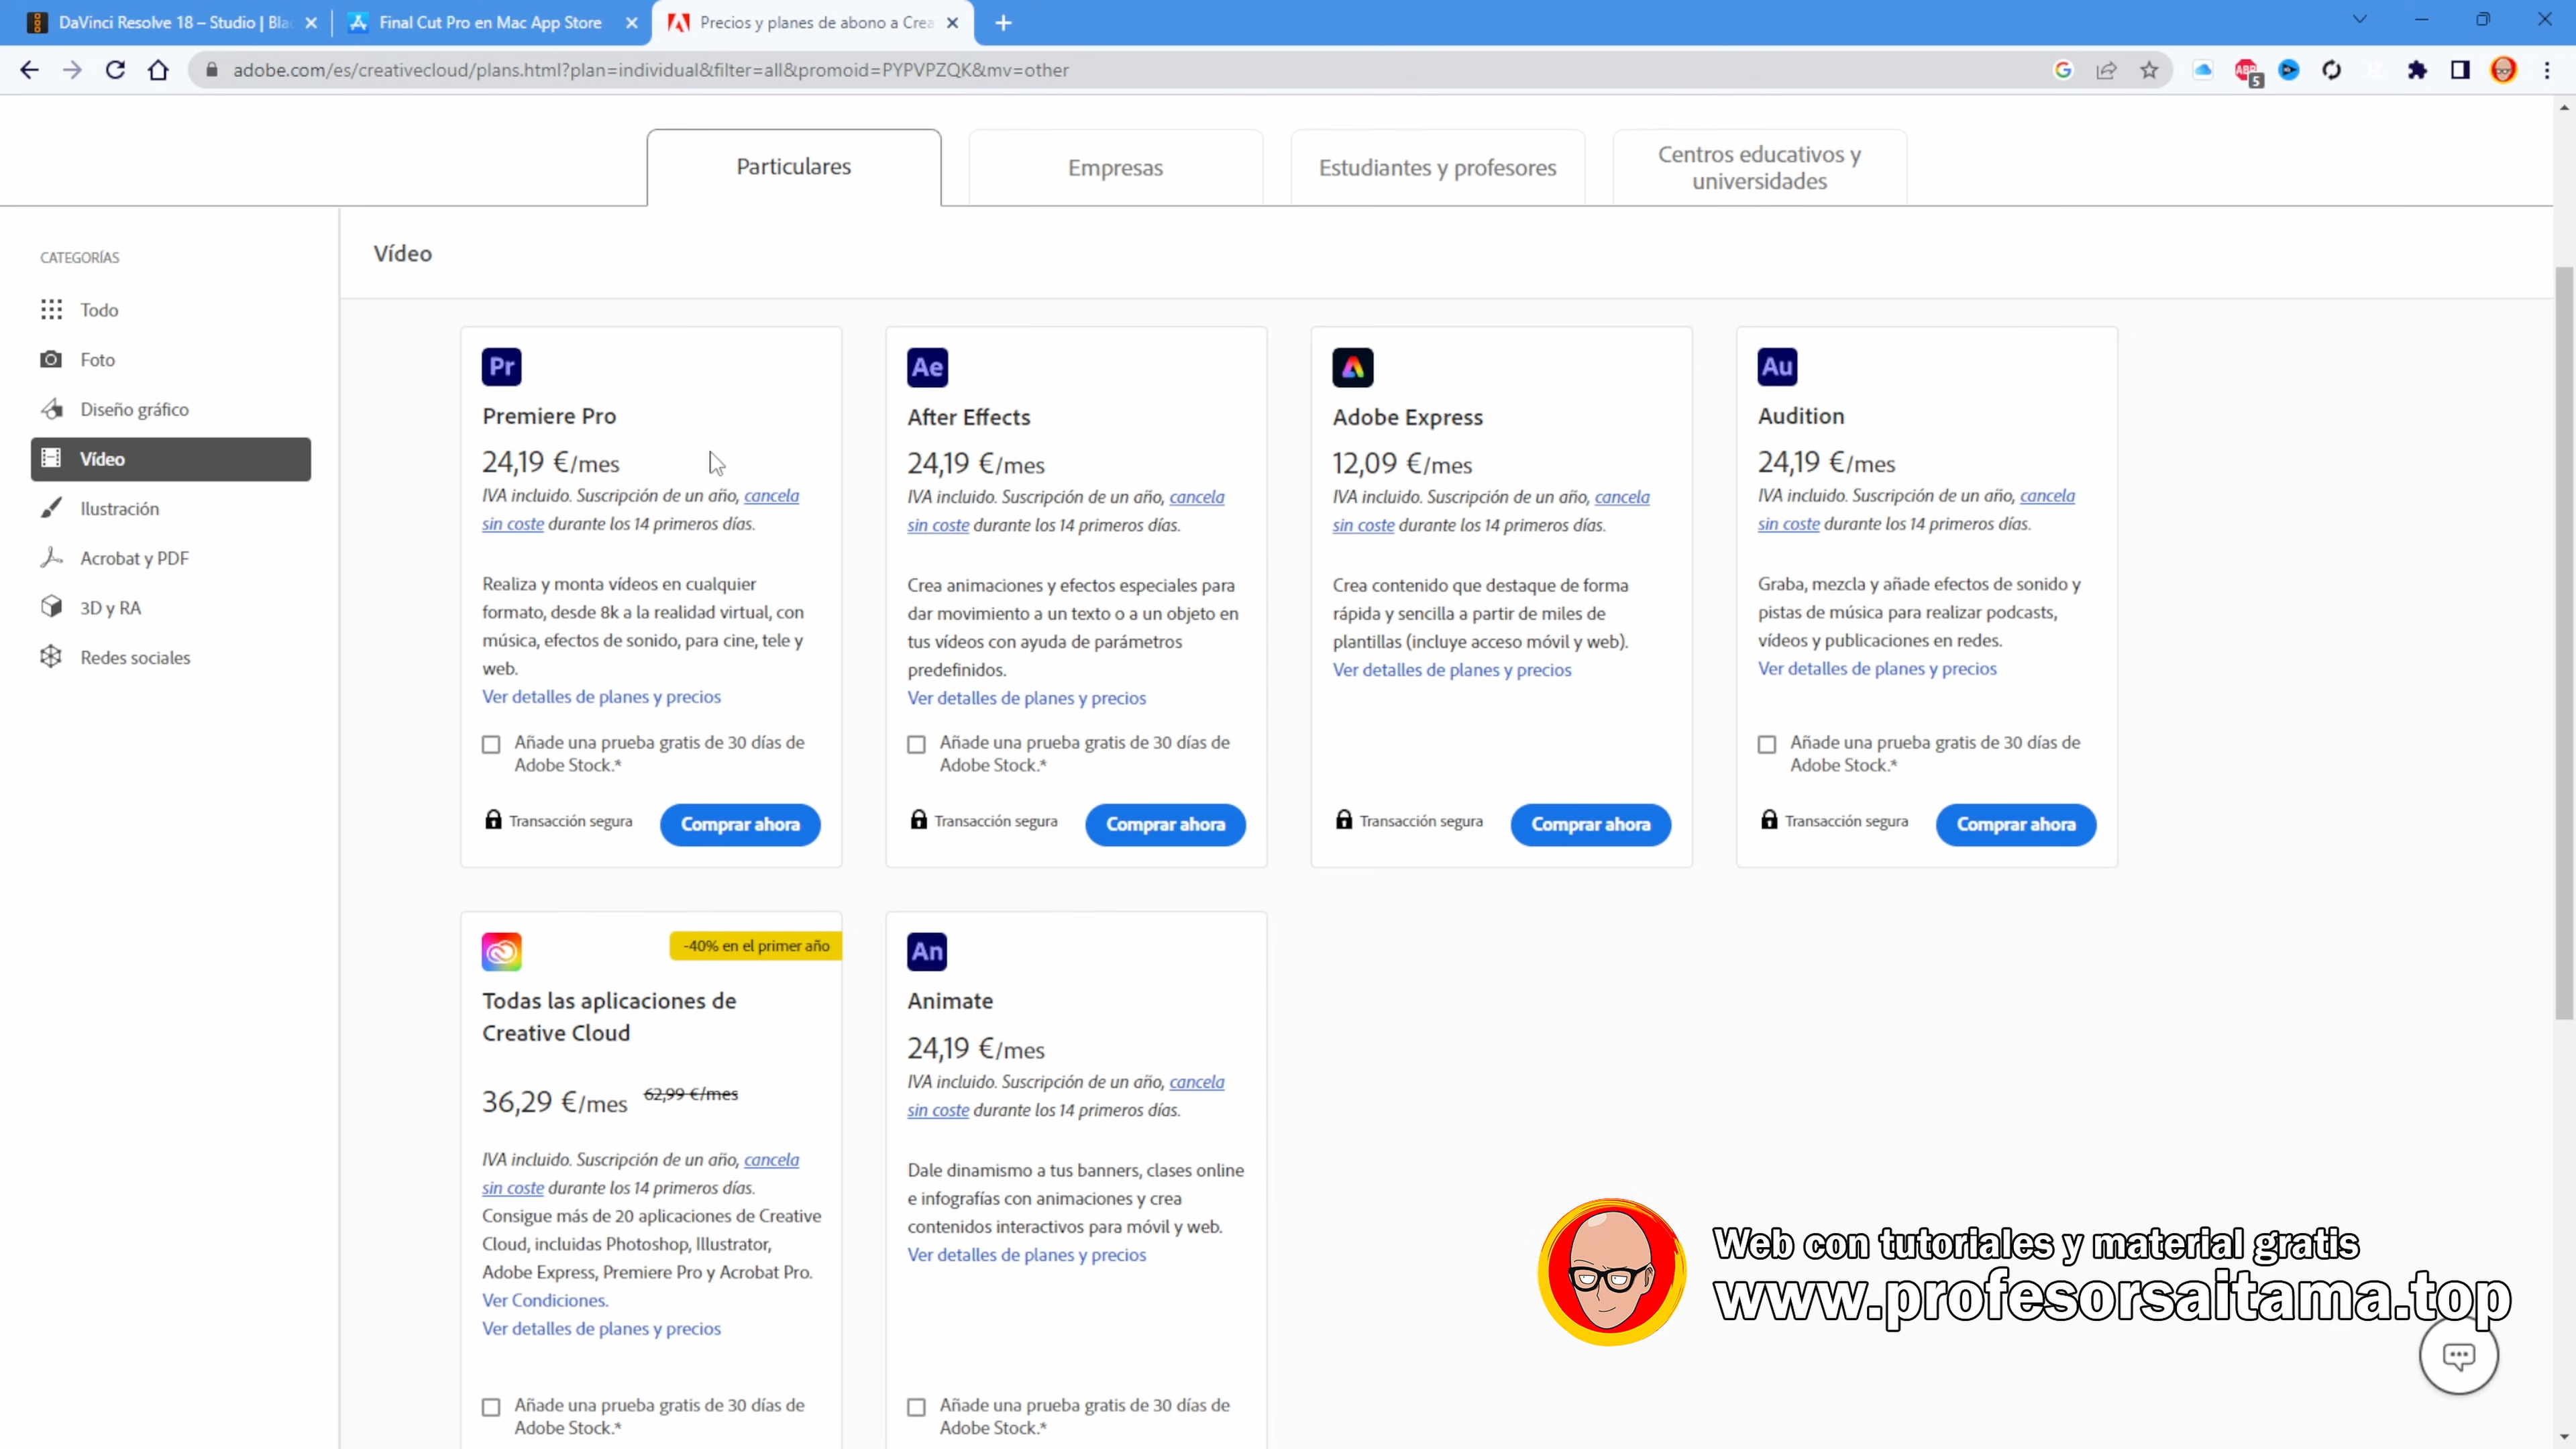 DaVinci Resolve 18 – Studio | Bla
Final Cut Pro en Mac App Store
Precios y planes de abono a Crea
adobe.com/es/creativecloud/plans.html?plan=individual&filter=all&promoid=PYPVPZQK&mv=other
ABP
5
Particulares
Empresas
Estudiantes y profesores
Centros educativos y
universidades
CATEGORÍAS
Todo
Foto
Diseño gráfico
Vídeo
Ilustración
Acrobat y PDF
3D y RA
Redes sociales
Vídeo
Pr
Premiere Pro
24,19 €/mes
IVA incluido. Suscripción de un año, cancela
sin coste durante los 14 primeros días.
Realiza y monta vídeos en cualquier
formato, desde 8k a la realidad virtual, con
música, efectos de sonido, para cine, tele y
web.
Ver detalles de planes y precios
Añade una prueba gratis de 30 días de
Adobe Stock.*
Transacción segura
Comprar ahora
Ae
After Effects
24,19 €/mes
IVA incluido. Suscripción de un año, cancela
sin coste durante los 14 primeros días.
Crea animaciones y efectos especiales para
dar movimiento a un texto o a un objeto en
tus vídeos con ayuda de parámetros
predefinidos.
Ver detalles de planes y precios
Añade una prueba gratis de 30 días de
Adobe Stock.*
Transacción segura
Comprar ahora
Adobe Express
12,09 €/mes
IVA incluido. Suscripción de un año, cancela
sin coste durante los 14 primeros días.
Crea contenido que destaque de forma
rápida y sencilla a partir de miles de
plantillas (incluye acceso móvil y web).
Ver detalles de planes y precios
Transacción segura
Comprar ahora
Au
Audition
24,19 €/mes
IVA incluido. Suscripción de un año, cancela
sin coste durante los 14 primeros días.
Graba, mezcla y añade efectos de sonido y
pistas de música para realizar podcasts,
vídeos y publicaciones en redes.
Ver detalles de planes y precios
Añade una prueba gratis de 30 días de
Adobe Stock.*
Transacción segura
Comprar ahora
-40% en el primer año
Todas las aplicaciones de
Creative Cloud
36,29 €/mes 62,99 €/mes
IVA incluido. Suscripción de un año, cancela
sin coste durante los 14 primeros días.
Consigue más de 20 aplicaciones de Creative
Cloud, incluidas Photoshop, Illustrator,
Adobe Express, Premiere Pro y Acrobat Pro.
Ver Condiciones.
Ver detalles de planes y precios
Añade una prueba gratis de 30 días de
Adobe Stock.*
An
Animate
24,19 €/mes
IVA incluido. Suscripción de un año, cancela
sin coste durante los 14 primeros días.
Dale dinamismo a tus banners, clases online
e infografías con animaciones y crea
contenidos interactivos para móvil y web.
Ver detalles de planes y precios
Añade una prueba gratis de 30 días de
Adobe Stock.*
Web con tutoriales y material gratis
www.profesorsaitama.top